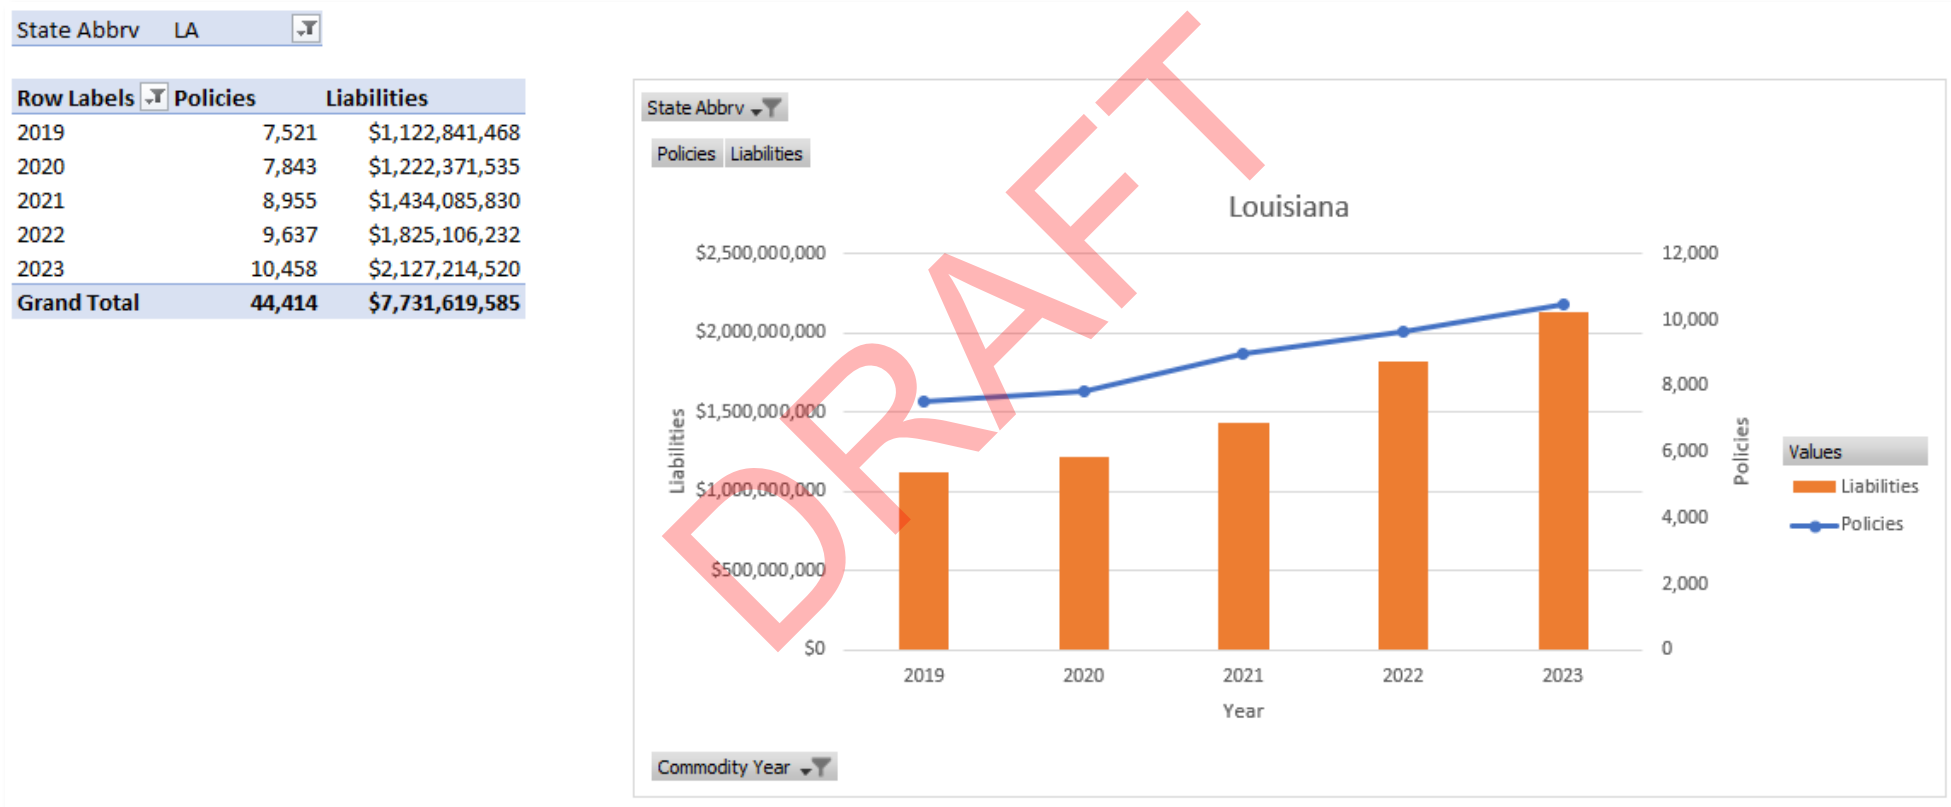 State Abbrv LA
Row Labels Policies Liabilities
2019 7,521 $1,122,841,468
2020 7,843 $1,222,371,535
2021 8,955 $1,434,085,830
2022 9,637 $1,825,106,232
2023 10,458 $2,127,214,520
Grand Total 44,414 $7,731,619,585
State Abbrv
Policies Liabilities
Louisiana
$2,500,000,000
$2,000,000,000
$1,500,000,000
$1,000,000,000
$500,000,000
$0
Liabilities
12,000
10,000
8,000
6,000
4,000
2,000
0
Policies
2019 2020 2021 2022 2023
Year
Values
Liabilities
Policies
Commodity Year
DRAFT